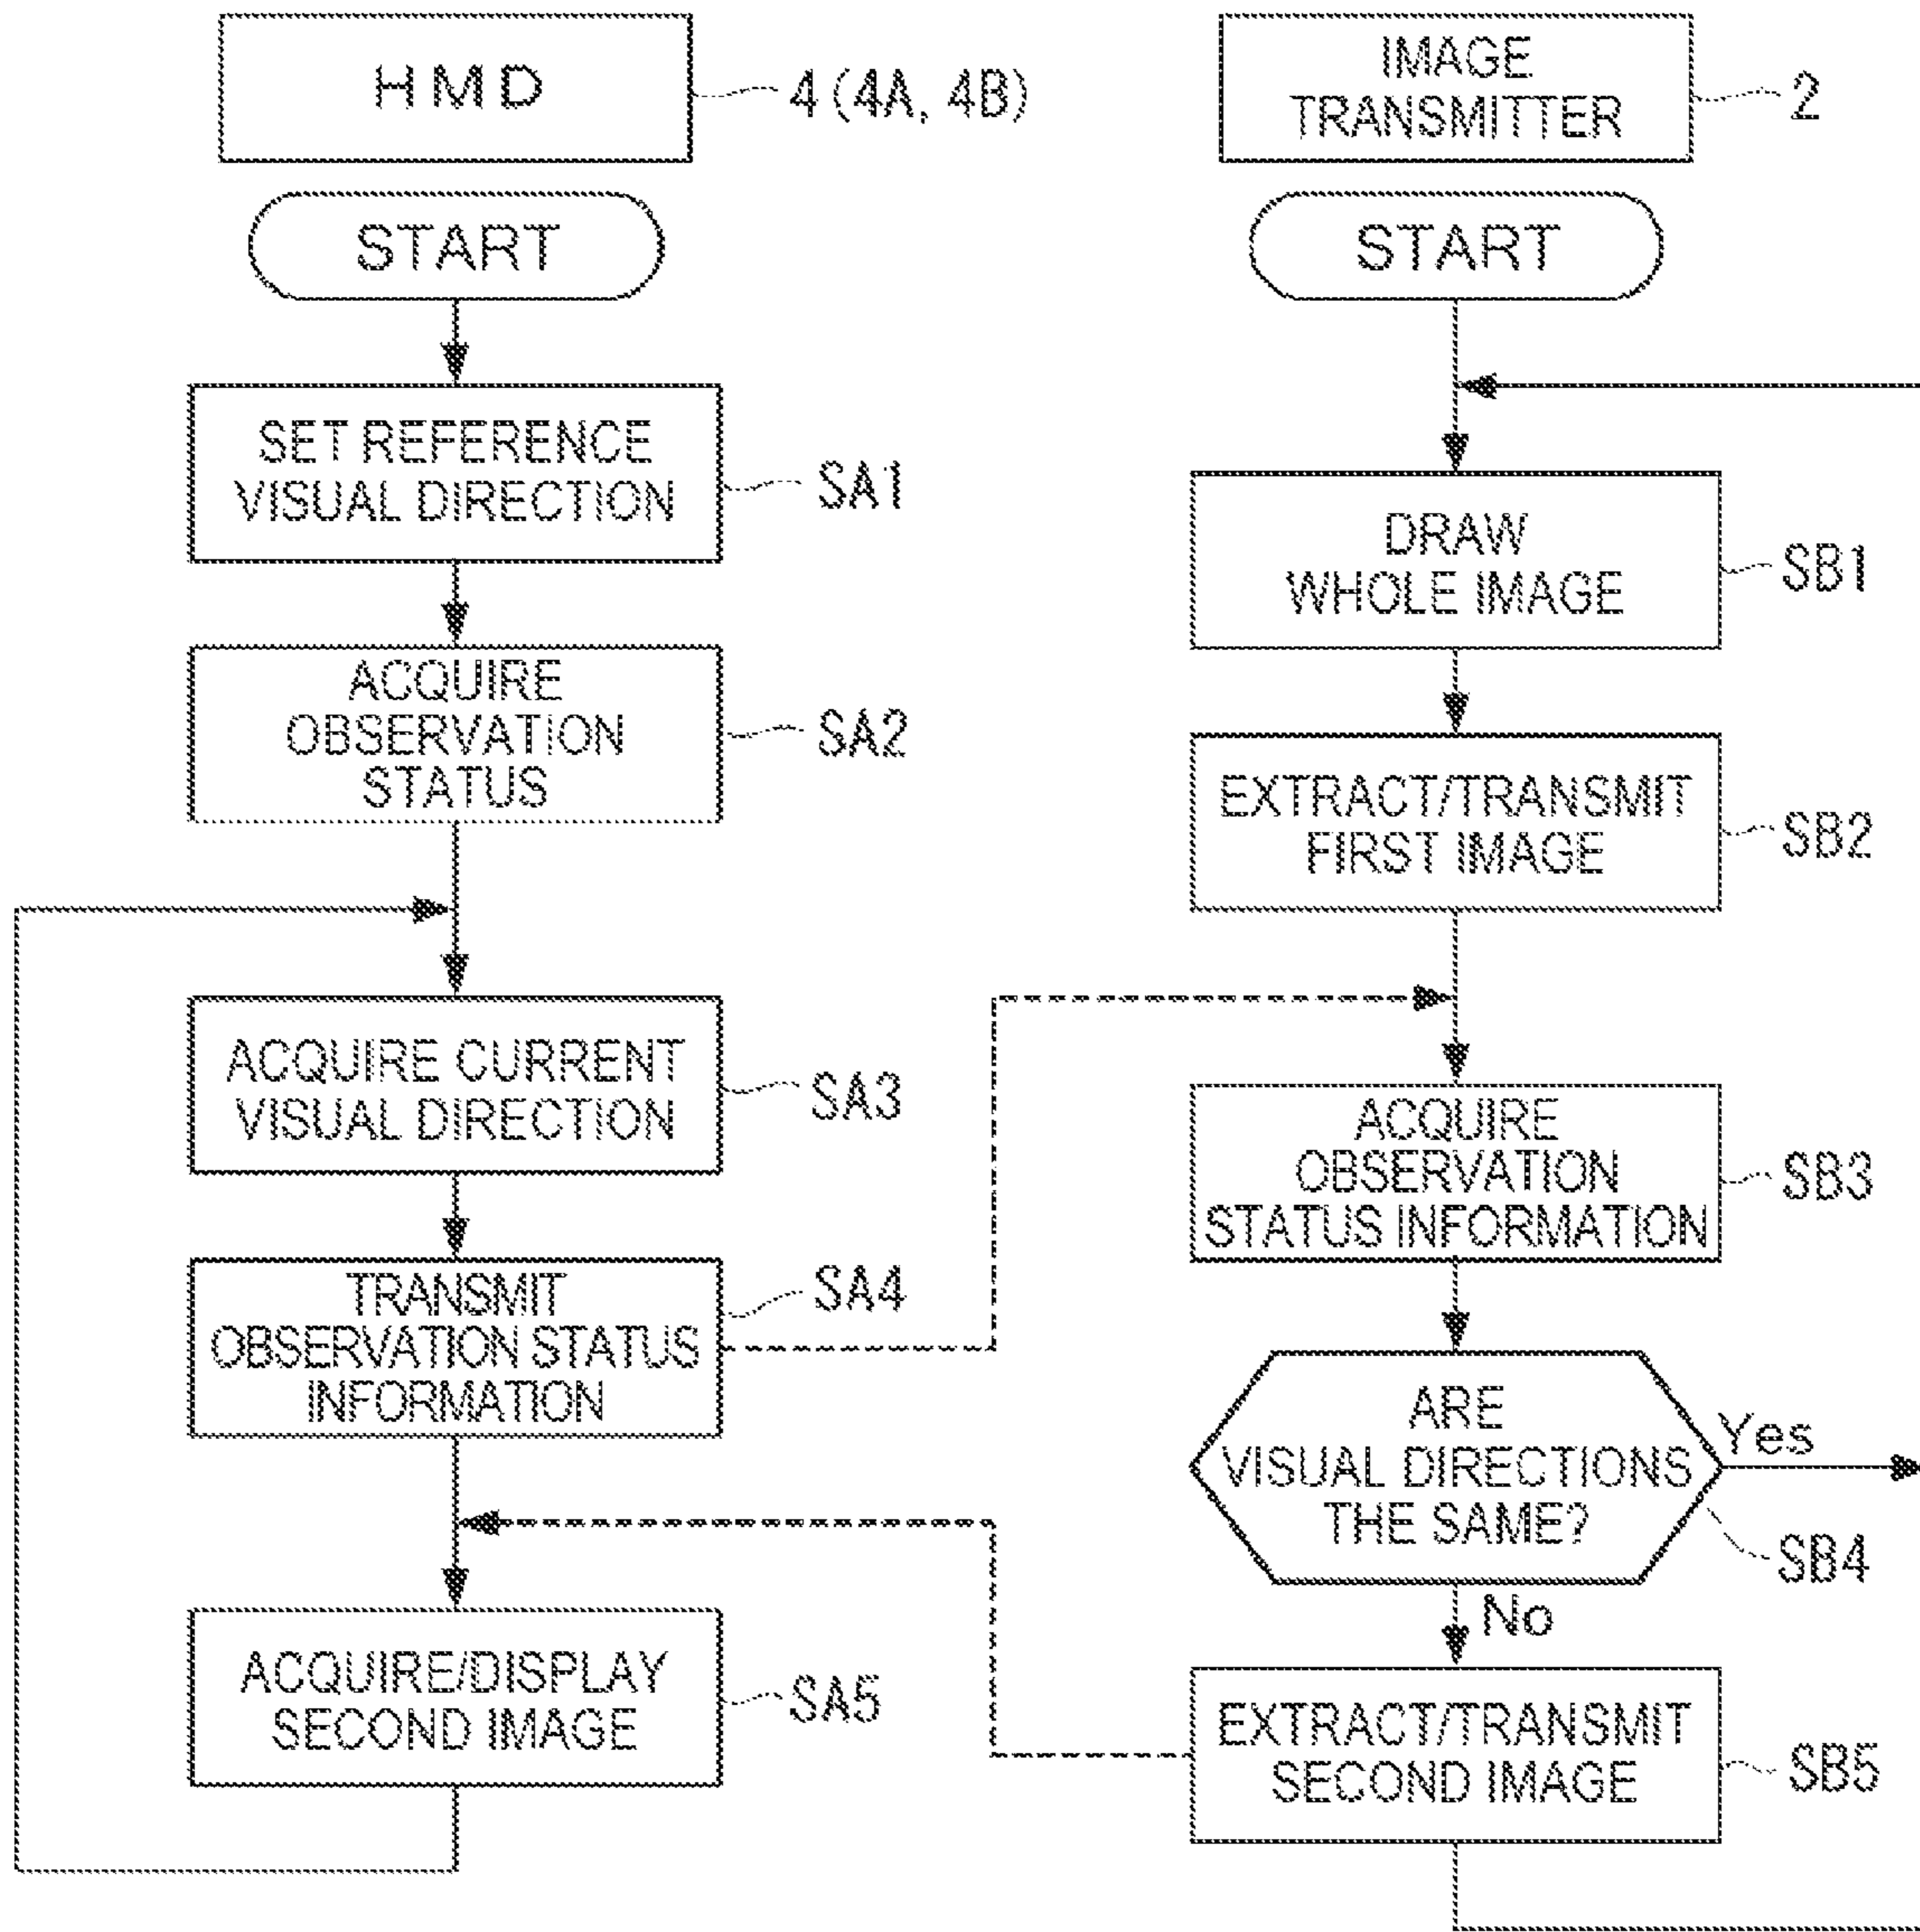 HMD
4 (4A, 4B)
START
SET REFERENCE
VISUAL DIRECTION
SA1
ACQUIRE
OBSERVATION
STATUS
SA2
ACQUIRE CURRENT
VISUAL DIRECTION
SA3
TRANSMIT
OBSERVATION STATUS
INFORMATION
SA4
ACQUIRE/DISPLAY
SECOND IMAGE
SA5
IMAGE
TRANSMITTER
2
START
DRAW
WHOLE IMAGE
SB1
EXTRACT/TRANSMIT
FIRST IMAGE
SB2
ACQUIRE
OBSERVATION
STATUS INFORMATION
SB3
ARE
VISUAL DIRECTIONS
THE SAME?
Yes
SB4
No
EXTRACT/TRANSMIT
SECOND IMAGE
SB5